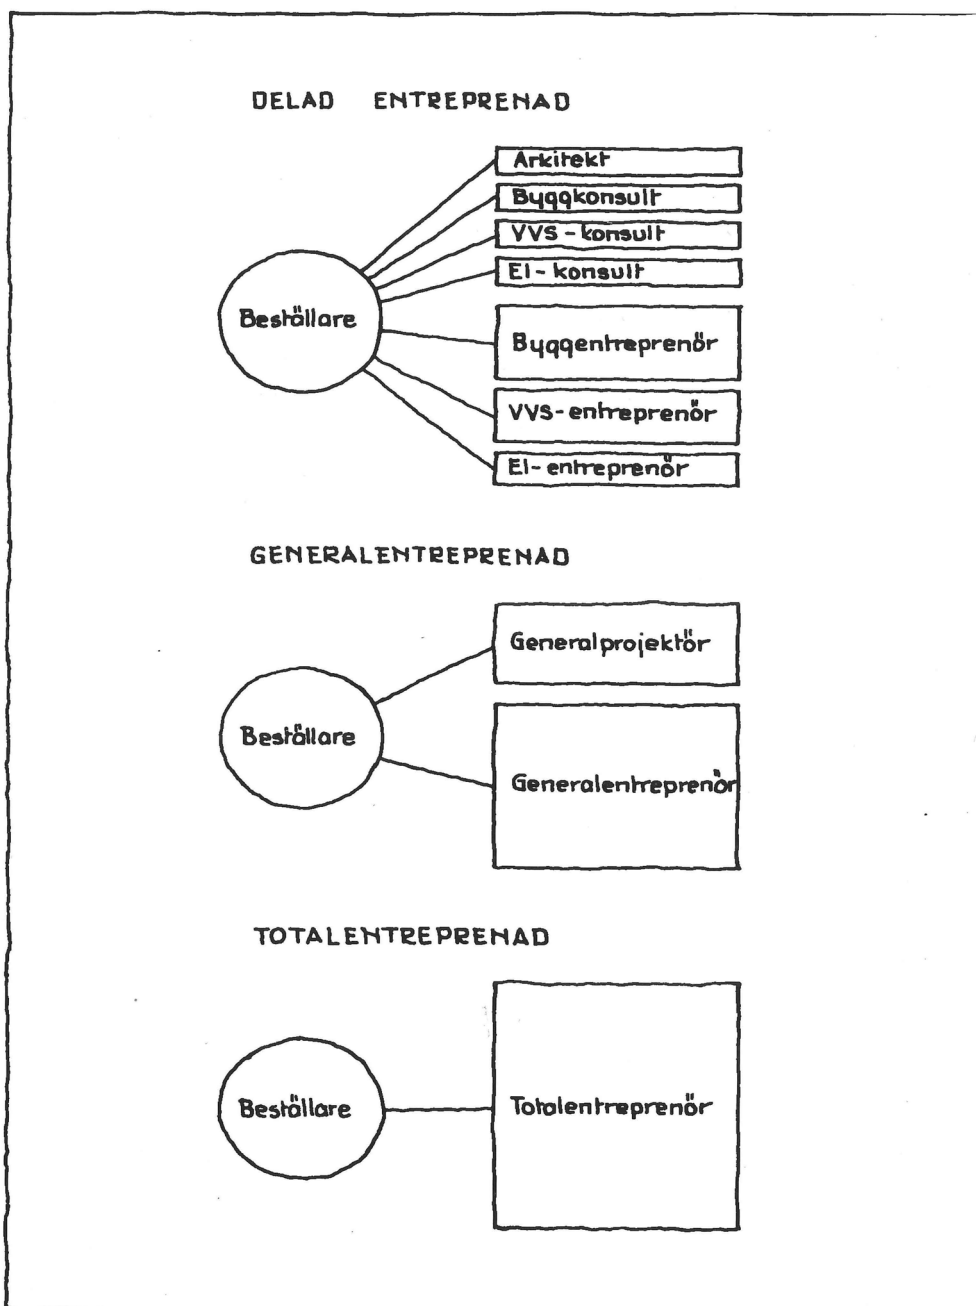 DELAD ENTREPRENAD
Arkitekt
Byggkonsult
VVS - konsult
El - konsult
Beställare
Byggentreprenör
VVS - entreprenör
El - entreprenör
GENERALENTREPRENAD
Generalprojektör
Beställare
Generalentreprenör
TOTALENTREPRENAD
Beställare
Totalentreprenör